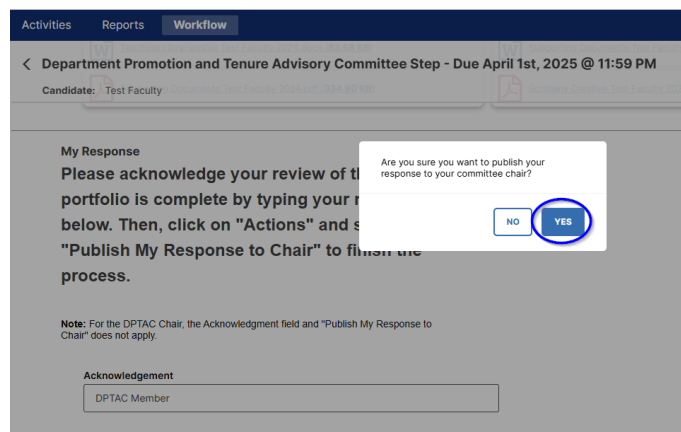 Activities Reports Workflow
Department Promotion and Tenure Advisory Committee Step - Due April 1st, 2025 @ 11:59 PM
Candidate: Test Faculty
My Response
Please acknowledge your review of
portfolio is complete by typing your
below. Then, click on "Actions" and
"Publish My Response to Chair" to finish the
process.
Note: For the DPTAC Chair, the Acknowledgment field and "Publish My Response to
Chair" does not apply.
Acknowledgement
DPTAC Member
Are you sure you want to publish your
response to your committee chair?
NO YES